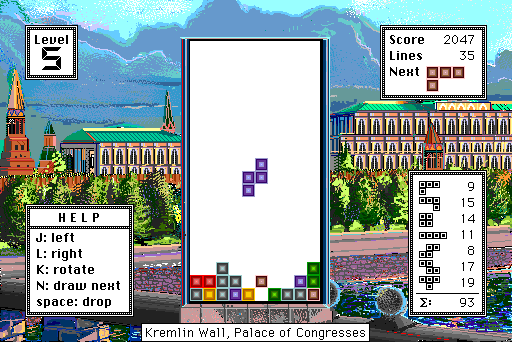 Level
5
Score 2047
Lines 35
Next
HELP
J: left
L: right
K: rotate
N: draw next
space: drop
9
15
14
11
8
17
19
Σ: 93
Kremlin Wall, Palace of Congresses